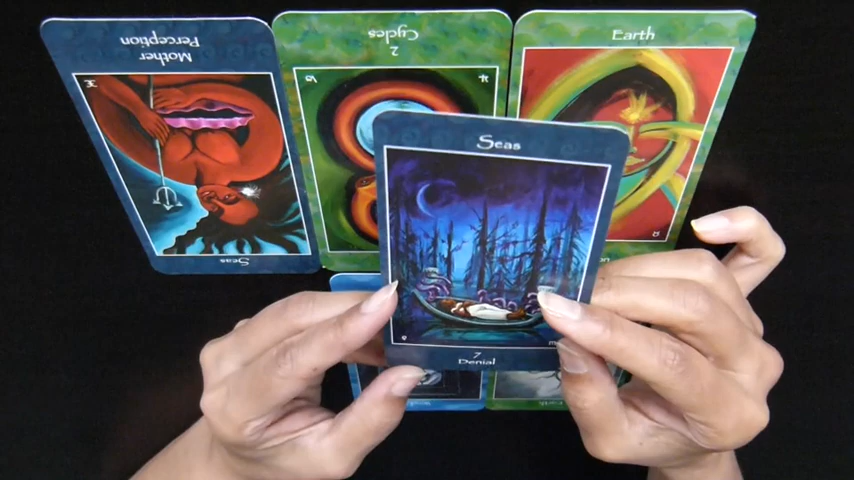 Mother
Perception
Seas
2
Cycles
Earth
Seas
7
Denial